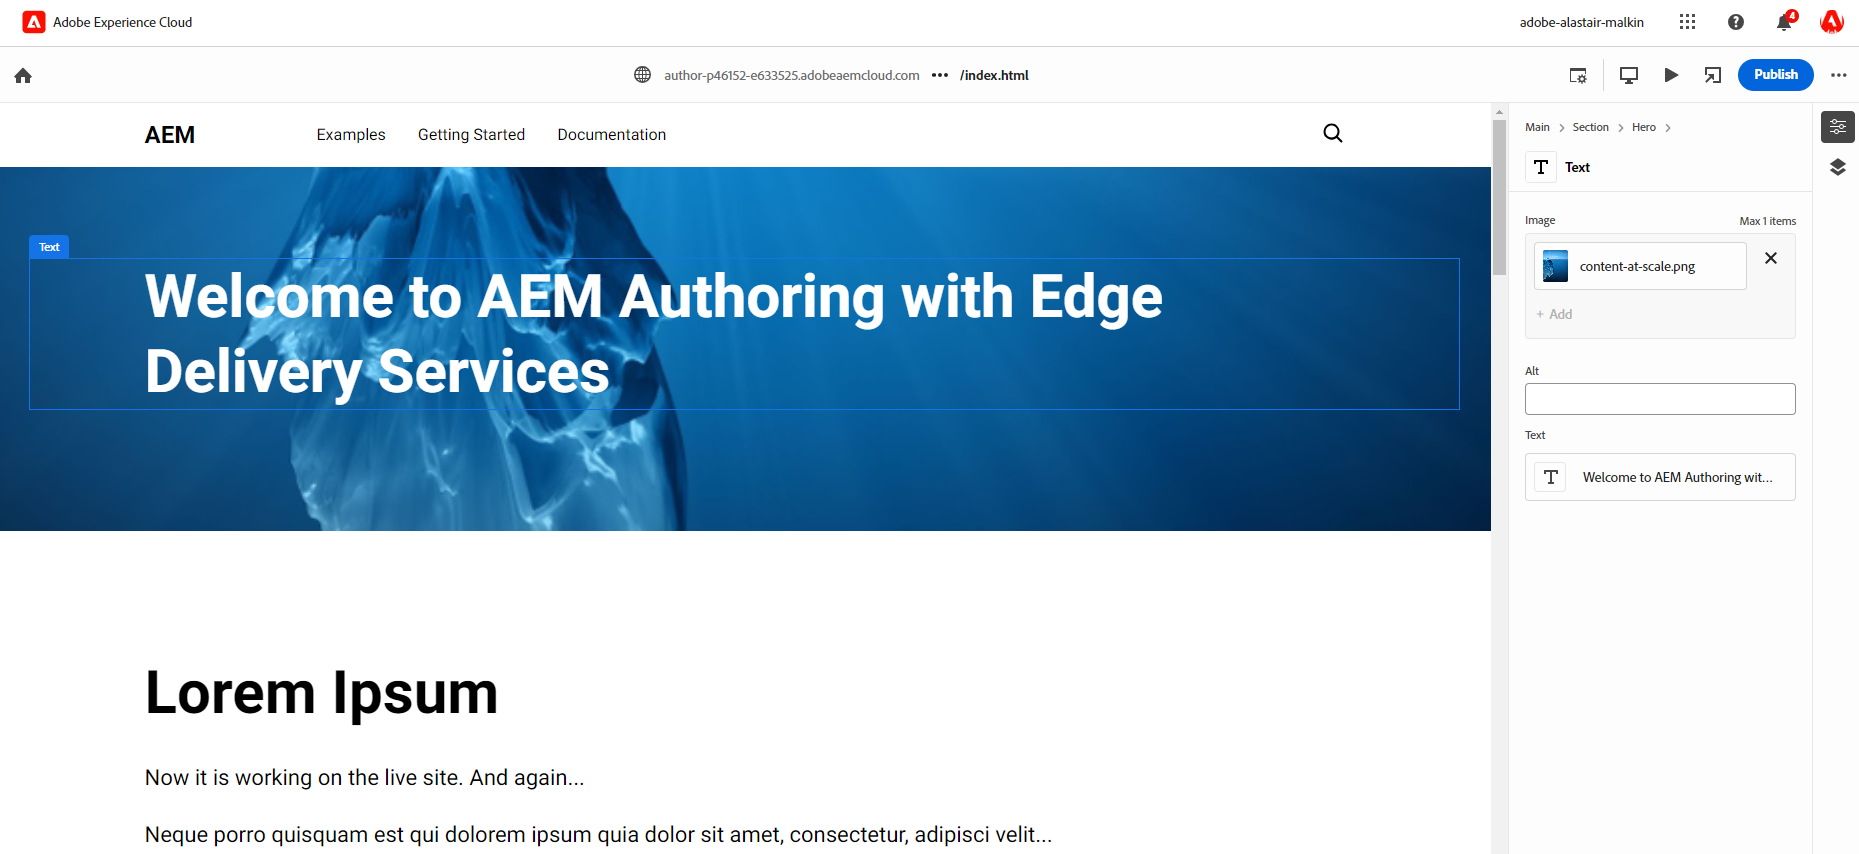 Adobe Experience Cloud
adobe-alastair-malkin
4
author-p46152-e633525.adobeaemcloud.com ••• /index.html
Publish
AEM
Examples
Getting Started
Documentation
Main > Section > Hero >
Text
Image
Max 1 items
content-at-scale.png
+ Add
Alt
Text
Welcome to AEM Authoring wit...
Text
Welcome to AEM Authoring with Edge
Delivery Services
Lorem Ipsum
Now it is working on the live site. And again...
Neque porro quisquam est qui dolorem ipsum quia dolor sit amet, consectetur, adipisci velit...